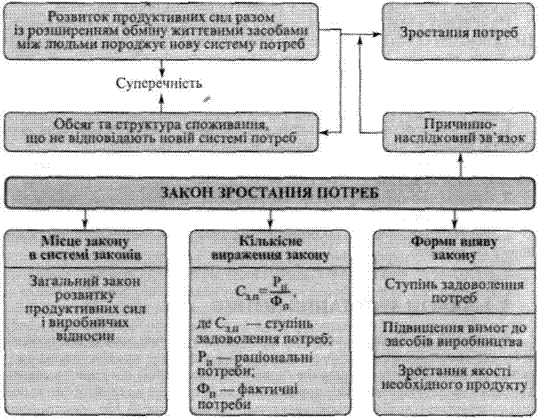 Розвиток продуктивних сил разом
із розширенням обміну життєвими засобами
між людьми породжує нову систему потреб
Зростання потреб
Суперечність
Обсяг та структура споживання,
що не відповідають новій системі потреб
Причинно-
наслідковий зв'язок
ЗАКОН ЗРОСТАННЯ ПОТРЕБ
Місце закону
в системі законів
Загальний закон
розвитку
продуктивних сил
і виробничих
відносин
Кількісне
вираження закону
Сз.п = Рп / Фп,
де Сз.п — ступінь
задоволення потреб;
Рп — раціональні
потреби;
Фп — фактичні
потреби
Форми вияву
закону
Ступінь задоволення
потреб
Підвищення вимог до
засобів виробництва
Зростання якості
необхідного продукту